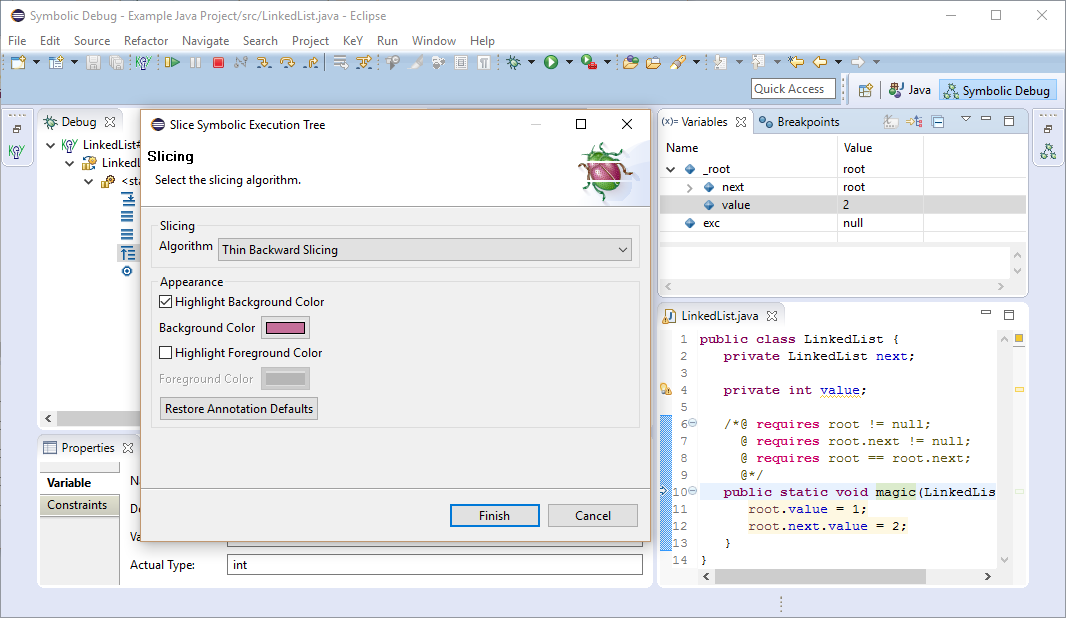 Symbolic Debug - Example Java Project/src/LinkedList.java - Eclipse
File Edit Source Refactor Navigate Search Project KeY Run Window Help
Quick Access
Java
Symbolic Debug
Debug
LinkedList#
LinkedL
<sta
Slice Symbolic Execution Tree
Slicing
Select the slicing algorithm.
Slicing
Algorithm Thin Backward Slicing
Appearance
Highlight Background Color
Background Color
Highlight Foreground Color
Foreground Color
Restore Annotation Defaults
Finish Cancel
Properties
Variable
Constraints
Na
De
Va
Actual Type: int
(x)= Variables Breakpoints
Name Value
_root root
next root
value 2
exc null
LinkedList.java
1 public class LinkedList {
2 private LinkedList next;
3
4 private int value;
5
6 /*@ requires root != null;
7 @ requires root.next != null;
8 @ requires root == root.next;
9 @*/
10 public static void magic(LinkedLis
11 root.value = 1;
12 root.next.value = 2;
13 }
14 }